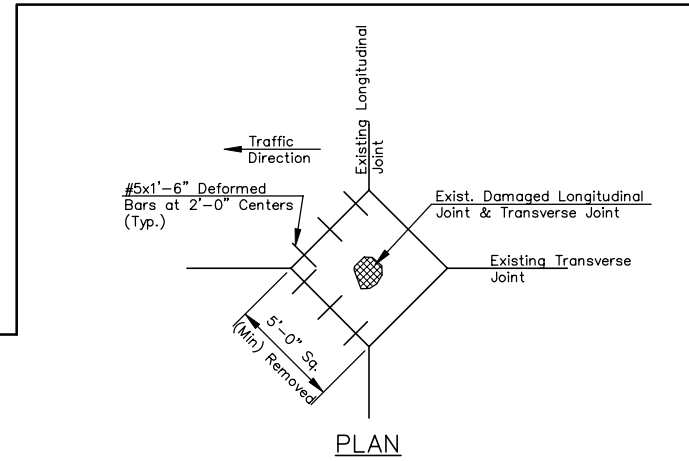 Existing Longitudinal
Joint
Traffic
Direction
#5x1'-6" Deformed
Bars at 2'-0" Centers
(Typ.)
Exist. Damaged Longitudinal
Joint & Transverse Joint
Existing Transverse
Joint
5'-0" Sq.
(Min) Removed
PLAN